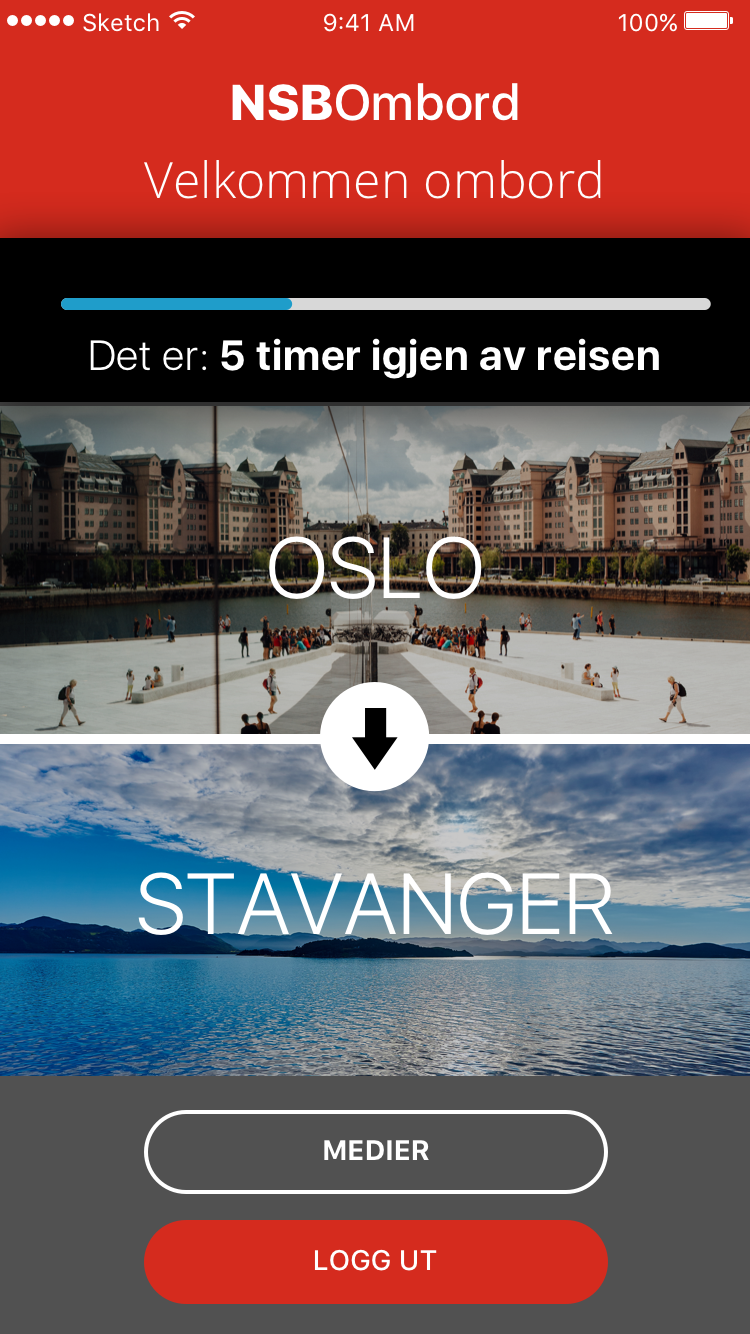 Sketch 9:41 AM 100%
NSBOmbord
Velkommen ombord
Det er: 5 timer igjen av reisen
OSLO
STAVANGER
MEDIER
LOGG UT